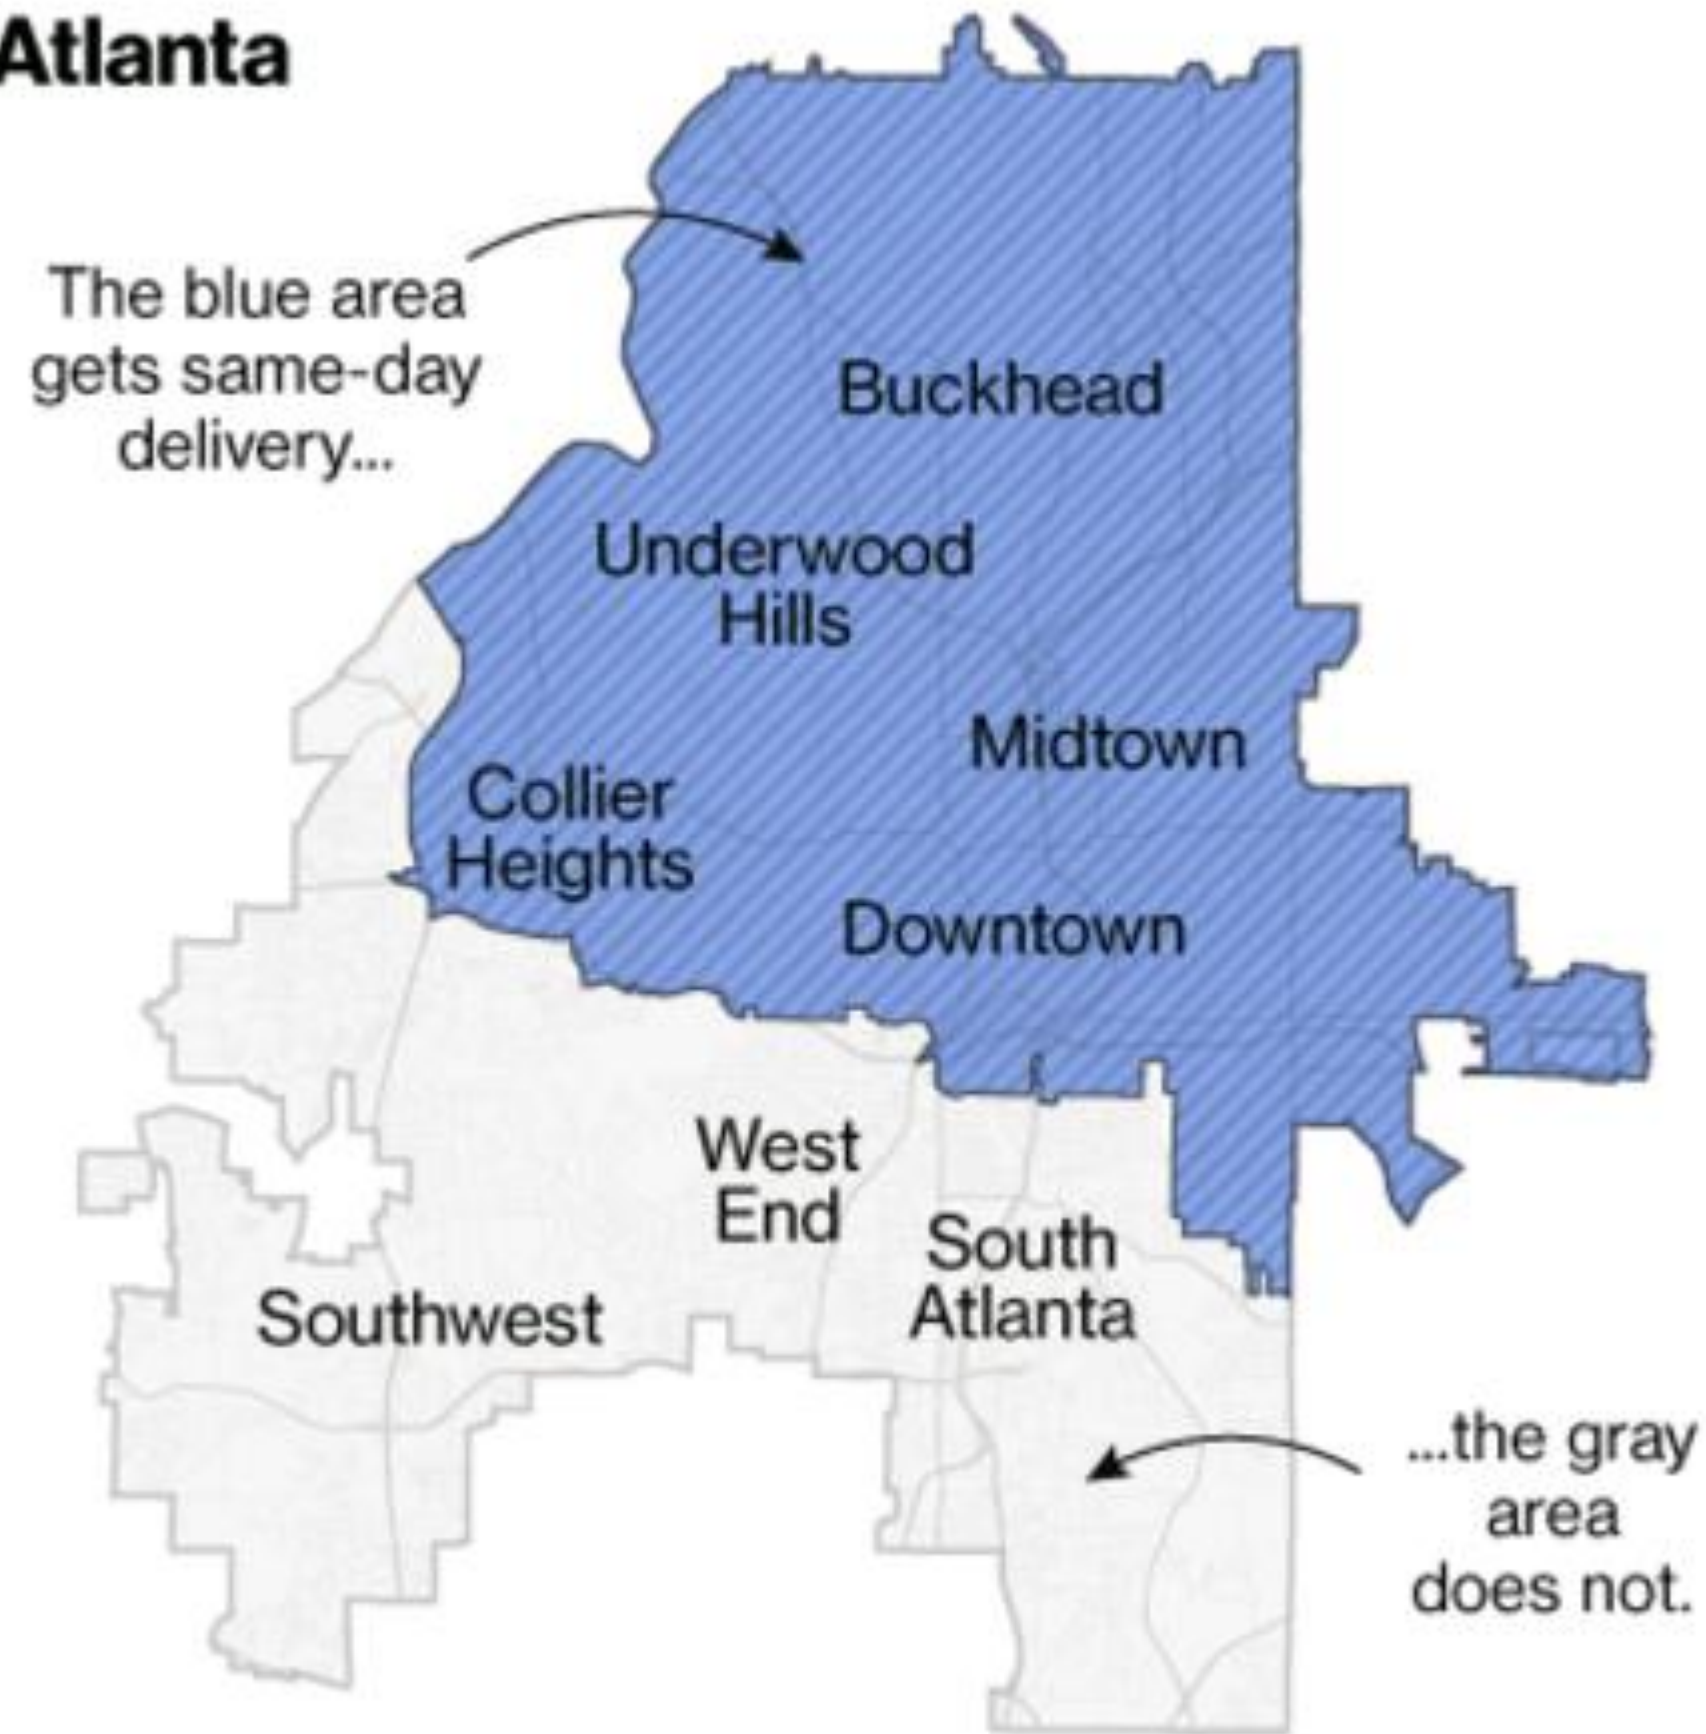 Atlanta
The blue area
gets same-day
delivery...
Buckhead
Underwood
Hills
Midtown
Collier
Heights
Downtown
West
End
South
Atlanta
Southwest
...the gray
area
does not.